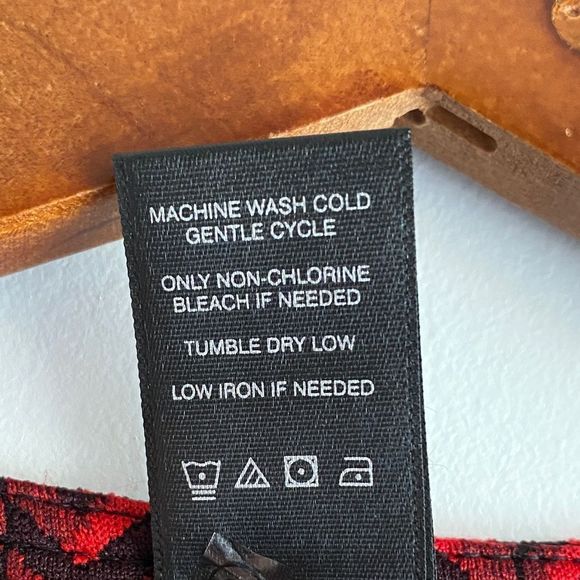 MACHINE WASH COLD
GENTLE CYCLE
ONLY NON-CHLORINE
BLEACH IF NEEDED
TUMBLE DRY LOW
LOW IRON IF NEEDED